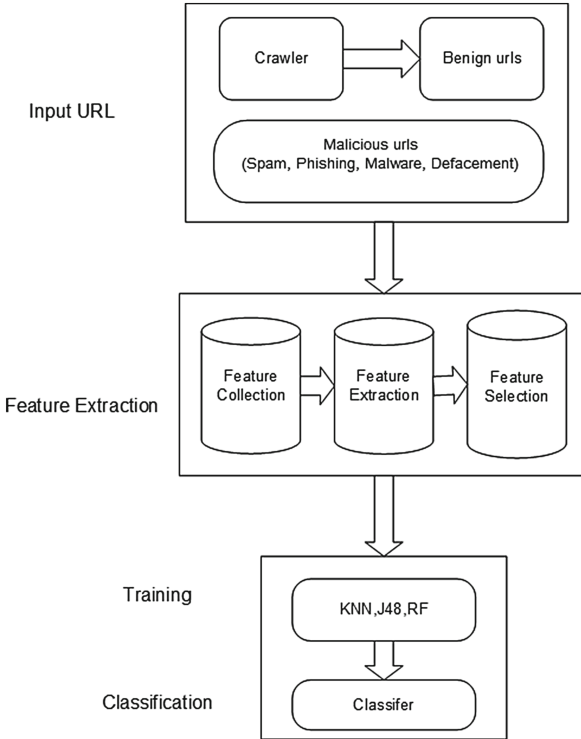 Input URL
Crawler
Benign urls
Malicious urls
(Spam, Phishing, Malware, Defacement)
Feature Extraction
Feature
Collection
Feature
Extraction
Feature
Selection
Training
KNN,J48,RF
Classification
Classifer